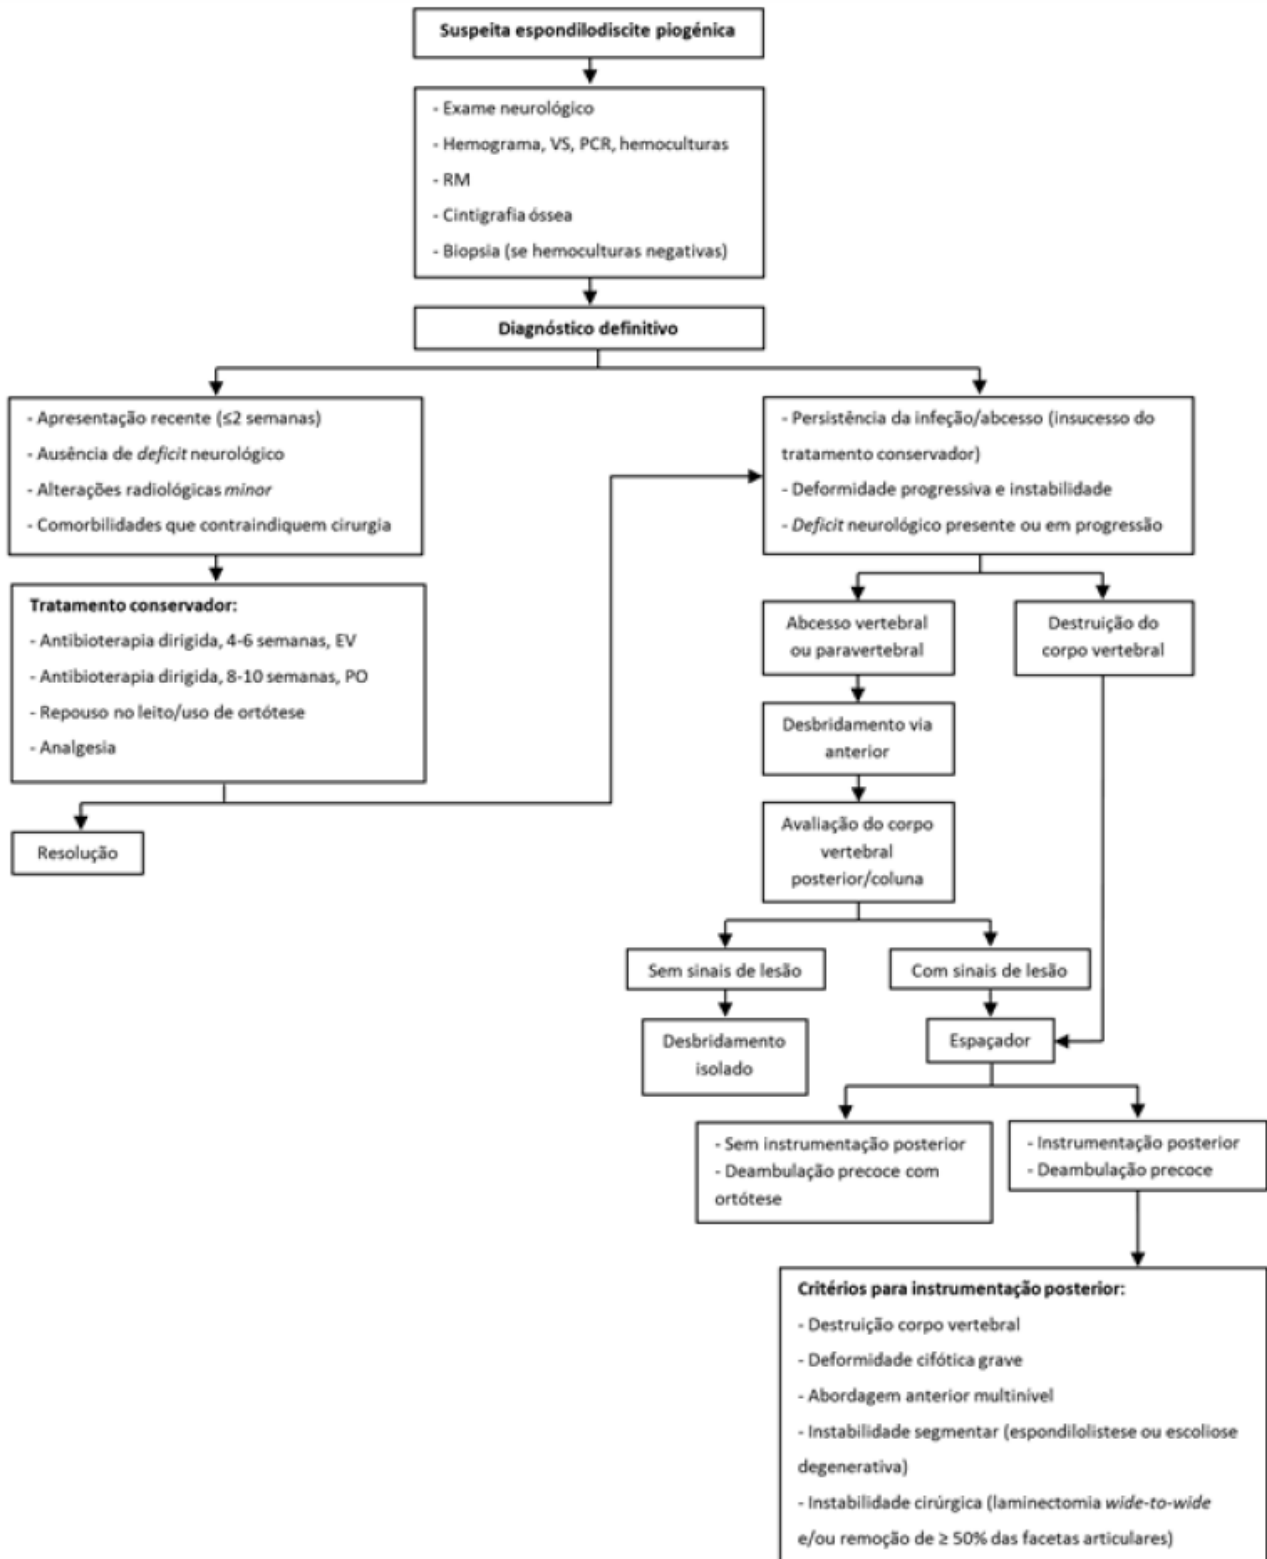 Suspeita espondilodiscite piogénica
- Exame neurológico
- Hemograma, VS, PCR, hemoculturas
- RM
- Cintigrafia óssea
- Biopsia (se hemoculturas negativas)
Diagnóstico definitivo
- Apresentação recente (≤2 semanas)
- Ausência de deficit neurológico
- Alterações radiológicas minor
- Comorbilidades que contraindiquem cirurgia
Tratamento conservador:
- Antibioterapia dirigida, 4-6 semanas, EV
- Antibioterapia dirigida, 8-10 semanas, PO
- Repouso no leito/uso de ortótese
- Analgesia
Resolução
- Persistência da infeção/abcesso (insucesso do
tratamento conservador)
- Deformidade progressiva e instabilidade
- Deficit neurológico presente ou em progressão
Abcesso vertebral
ou paravertebral
Destruição do
corpo vertebral
Desbridamento via
anterior
Avaliação do corpo
vertebral
posterior/coluna
Sem sinais de lesão
Com sinais de lesão
Desbridamento
isolado
Espaçador
- Sem instrumentação posterior
- Deambulação precoce com
ortótese
- Instrumentação posterior
- Deambulação precoce
Critérios para instrumentação posterior:
- Destruição corpo vertebral
- Deformidade cifótica grave
- Abordagem anterior multinível
- Instabilidade segmentar (espondilolistese ou escoliose
degenerativa)
- Instabilidade cirúrgica (laminectomia wide-to-wide
e/ou remoção de ≥ 50% das facetas articulares)